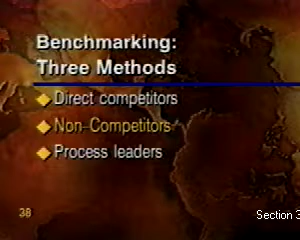 Benchmarking:
Three Methods
Direct competitors
Non-Competitors
Process leaders
38
Section 3